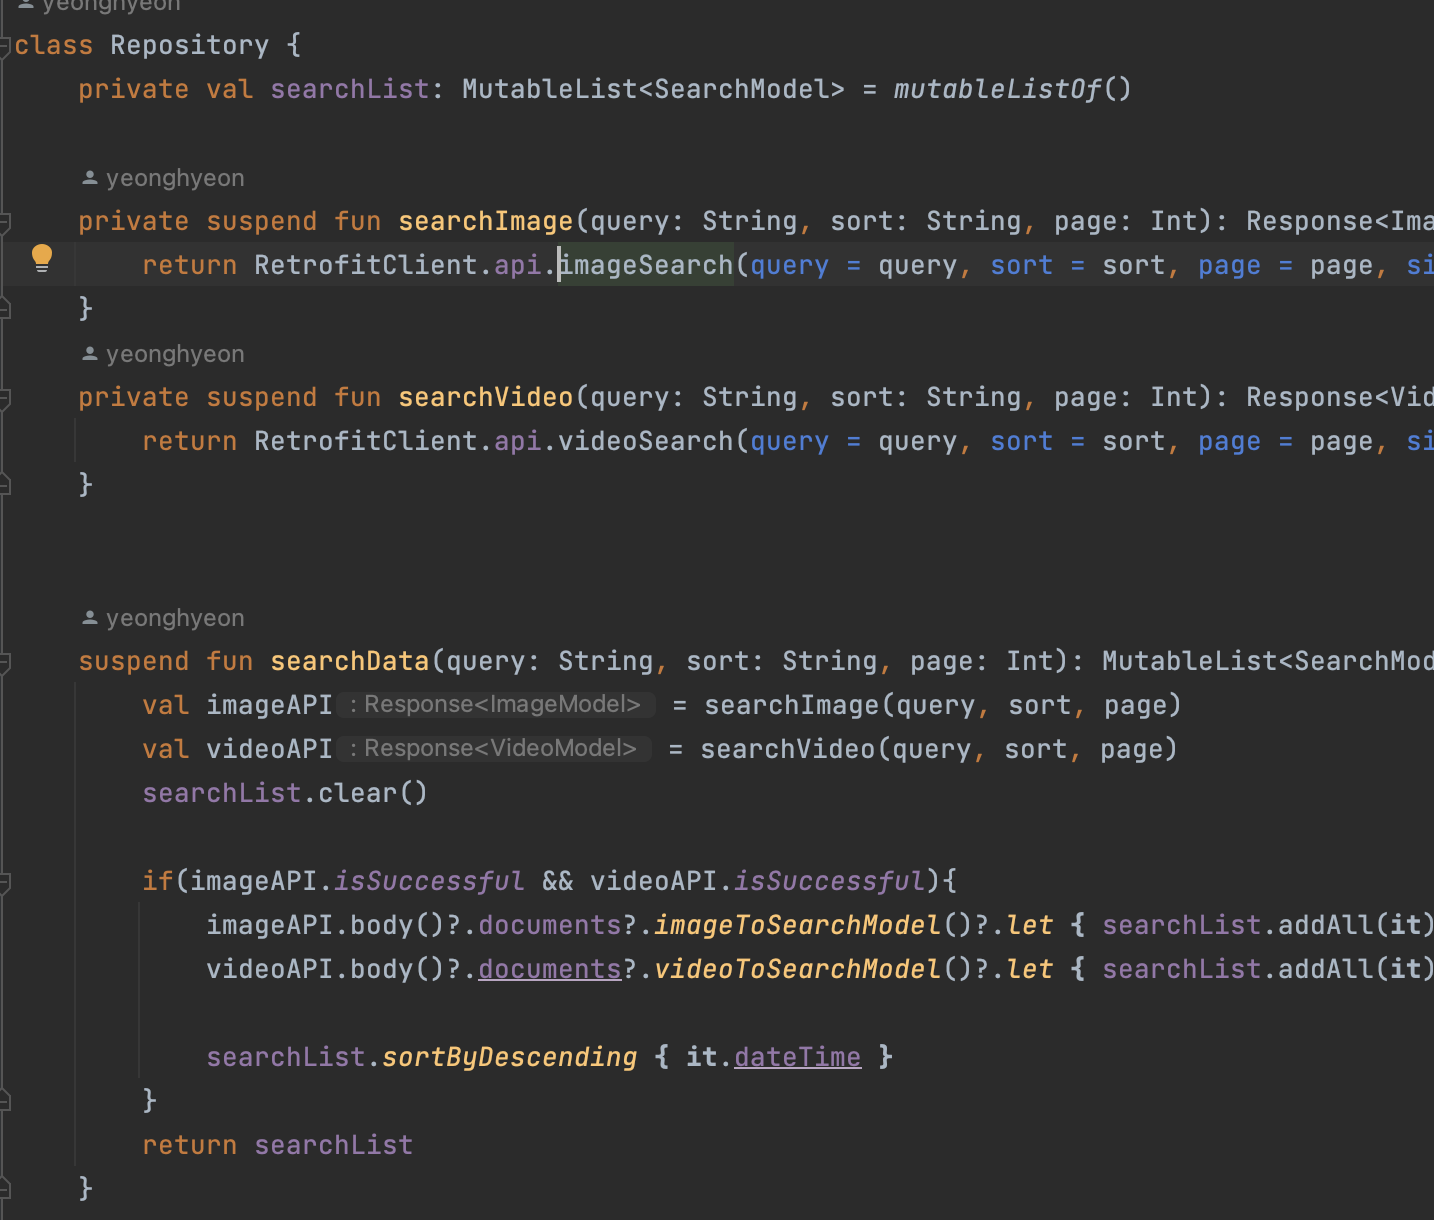 yeonghyeon
class Repository {
private val searchList: MutableList<SearchModel> = mutableListOf()
yeonghyeon
private suspend fun searchImage(query: String, sort: String, page: Int): Response<Ima
return RetrofitClient.api.imageSearch(query = query, sort = sort, page = page, si
}
yeonghyeon
private suspend fun searchVideo(query: String, sort: String, page: Int): Response<Vid
return RetrofitClient.api.videoSearch(query = query, sort = sort, page = page, si
}
yeonghyeon
suspend fun searchData(query: String, sort: String, page: Int): MutableList<SearchMod
val imageAPI : Response<ImageModel> = searchImage(query, sort, page)
val videoAPI : Response<VideoModel> = searchVideo(query, sort, page)
searchList.clear()
if(imageAPI.isSuccessful && videoAPI.isSuccessful){
imageAPI.body()?.documents?.imageToSearchModel()?.let { searchList.addAll(it)
videoAPI.body()?.documents?.videoToSearchModel()?.let { searchList.addAll(it)
searchList.sortByDescending { it.dateTime }
}
return searchList
}